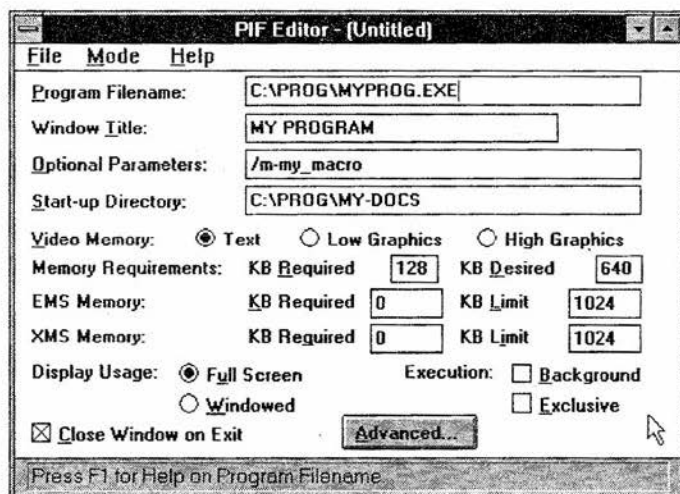 PIF Editor - (Untitled)
File Mode Help
Program Filename: C:\PROG\MYPROG.EXE
Window Title: MY PROGRAM
Optional Parameters: /m-my_macro
Start-up Directory: C:\PROG\MY-DOCS
Video Memory: Text Low Graphics High Graphics
Memory Requirements: KB Required 128 KB Desired 640
EMS Memory: KB Required 0 KB Limit 1024
XMS Memory: KB Required 0 KB Limit 1024
Display Usage: Full Screen Execution: Background
Windowed Exclusive
Close Window on Exit Advanced...
Press F1 for Help on Program Filename